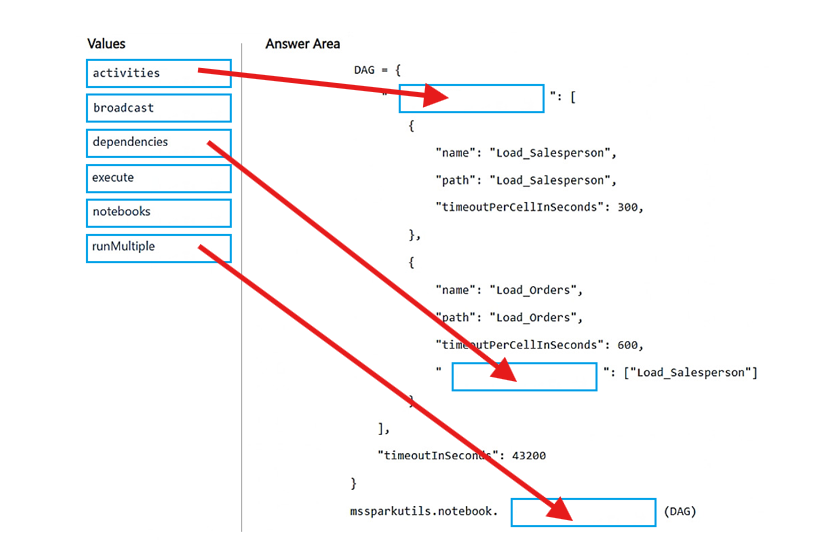 Values
activities
broadcast
dependencies
execute
notebooks
runMultiple
Answer Area
DAG = {
" ": [
{
"name": "Load_Salesperson",
"path": "Load_Salesperson",
"timeoutPerCellInSeconds": 300,
},
{
"name": "Load_Orders",
"path": "Load_Orders",
"timeoutPerCellInSeconds": 600,
" ": ["Load_Salesperson"]
}
],
"timeoutInSeconds": 43200
}
mssparkutils.notebook. (DAG)